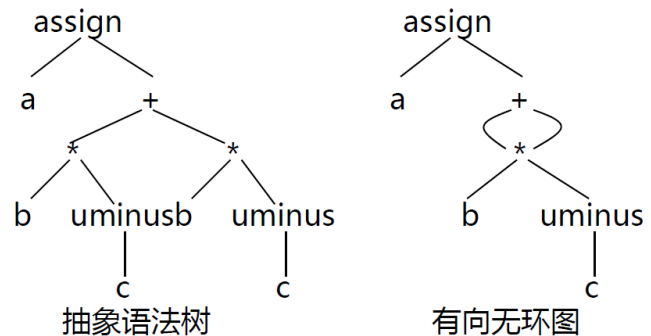 assign assign
a + a +
* * *
b uminusb uminus b uminus
c c c
抽象语法树 有向无环图